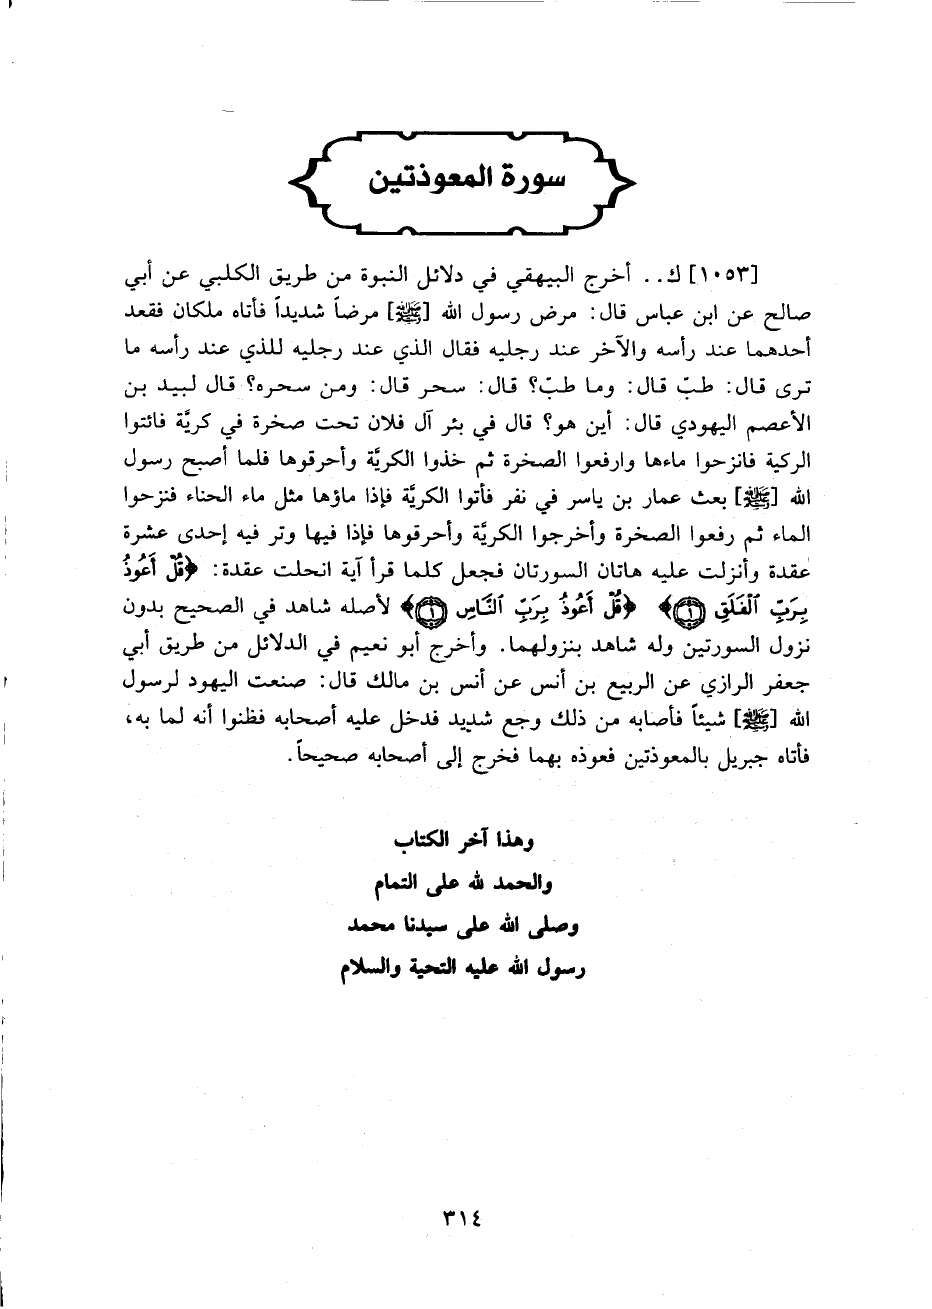 سورة المعوذتين
[١٠٥٣] ك.. أخرج البيهقي في دلائل النبوة من طريق الكلبي عن أبي
صالح عن ابن عباس قال: مرض رسول الله [ﷺ] مرضاً شديداً فأتاه ملكان فقعد
أحدهما عند رأسه والآخر عند رجليه فقال الذي عند رجليه للذي عند رأسه ما
ترى قال: طبّ قال: وما طبّ؟ قال: سحر قال: ومن سحره؟ قال لبيد بن
الأعصم اليهودي قال: أين هو؟ قال في بئر آل فلان تحت صخرة في كريَّة فائتوا
الركية فانزحوا ماءها وارفعوا الصخرة ثم خذوا الكريَّة وأحرقوها فلما أصبح رسول
الله [ﷺ] بعث عمار بن ياسر في نفر فأتوا الكريَّة فإذا ماؤها مثل ماء الحناء فنزحوا
الماء ثم رفعوا الصخرة وأخرجوا الكريَّة وأحرقوها فإذا فيها وتر فيه إحدى عشرة
عقدة وأنزلت عليه هاتان السورتان فجعل كلما قرأ آية انحلت عقدة: ﴿قُلْ أَعُوذُ
بِرَبِّ ٱلْفَلَقِ ۝١﴾ ﴿قُلْ أَعُوذُ بِرَبِّ ٱلنَّاسِ ۝١﴾ لأصله شاهد في الصحيح بدون
نزول السورتين وله شاهد بنزولهما. وأخرج أبو نعيم في الدلائل من طريق أبي
جعفر الرازي عن الربيع بن أنس عن أنس بن مالك قال: صنعت اليهود لرسول
الله [ﷺ] شيئاً فأصابه من ذلك وجع شديد فدخل عليه أصحابه فظنوا أنه لما به،
فأتاه جبريل بالمعوذتين فعوذه بهما فخرج إلى أصحابه صحيحاً.
وهذا آخر الكتاب
والحمد لله على التمام
وصلى الله على سيدنا محمد
رسول الله عليه التحية والسلام
٣١٤